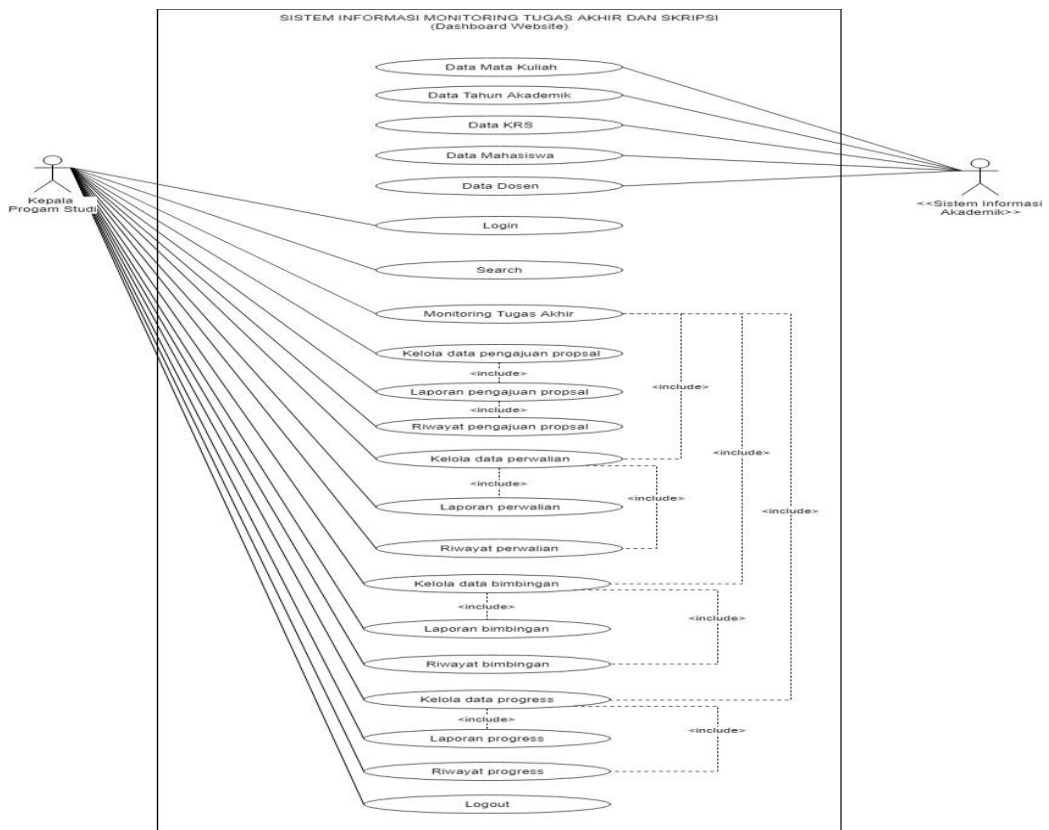 SISTEM INFORMASI MONITORING TUGAS AKHIR DAN SKRIPSI
(Dashboard Website)
Data Mata Kuliah
Data Tahun Akademik
Data KRS
Data Mahasiswa
Data Dosen
Kepala
Progam Studi
<<Sistem Informasi
Akademik>>
Login
Search
Monitoring Tugas Akhir
Kelola data pengajuan propsal
<include>
Laporan pengajuan propsal
<include>
Riwayat pengajuan propsal
<include>
Kelola data perwalian
<include>
<include>
Laporan perwalian
<include>
<include>
Riwayat perwalian
Kelola data bimbingan
<include>
Laporan bimbingan
<include>
Riwayat bimbingan
Kelola data progress
<include>
Laporan progress
<include>
Riwayat progress
Logout